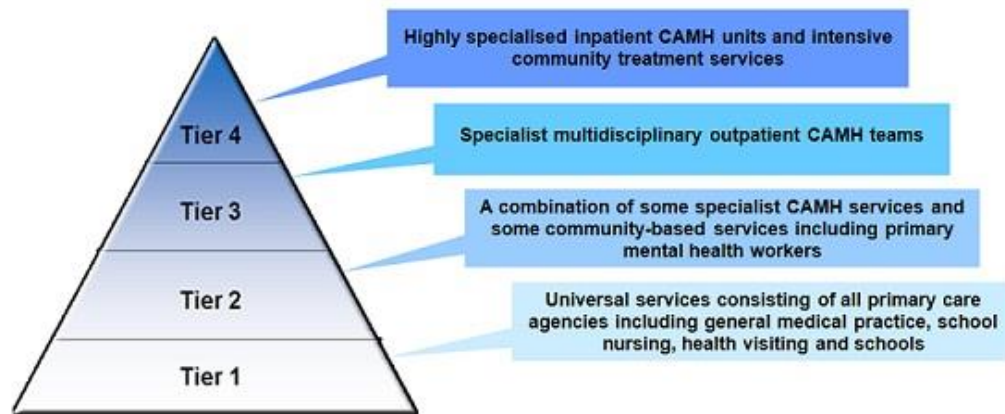 Highly specialised inpatient CAMH units and intensive
community treatment services
Tier 4
Specialist multidisciplinary outpatient CAMH teams
Tier 3
A combination of some specialist CAMH services and
some community-based services including primary
mental health workers
Tier 2
Universal services consisting of all primary care
agencies including general medical practice, school
nursing, health visiting and schools
Tier 1